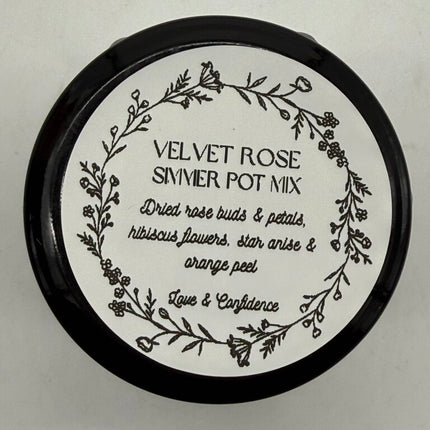 VELVET ROSE
SIMMER POT MIX
Dried rose buds & petals,
hibiscus flowers, star anise &
orange peel
Love & Confidence